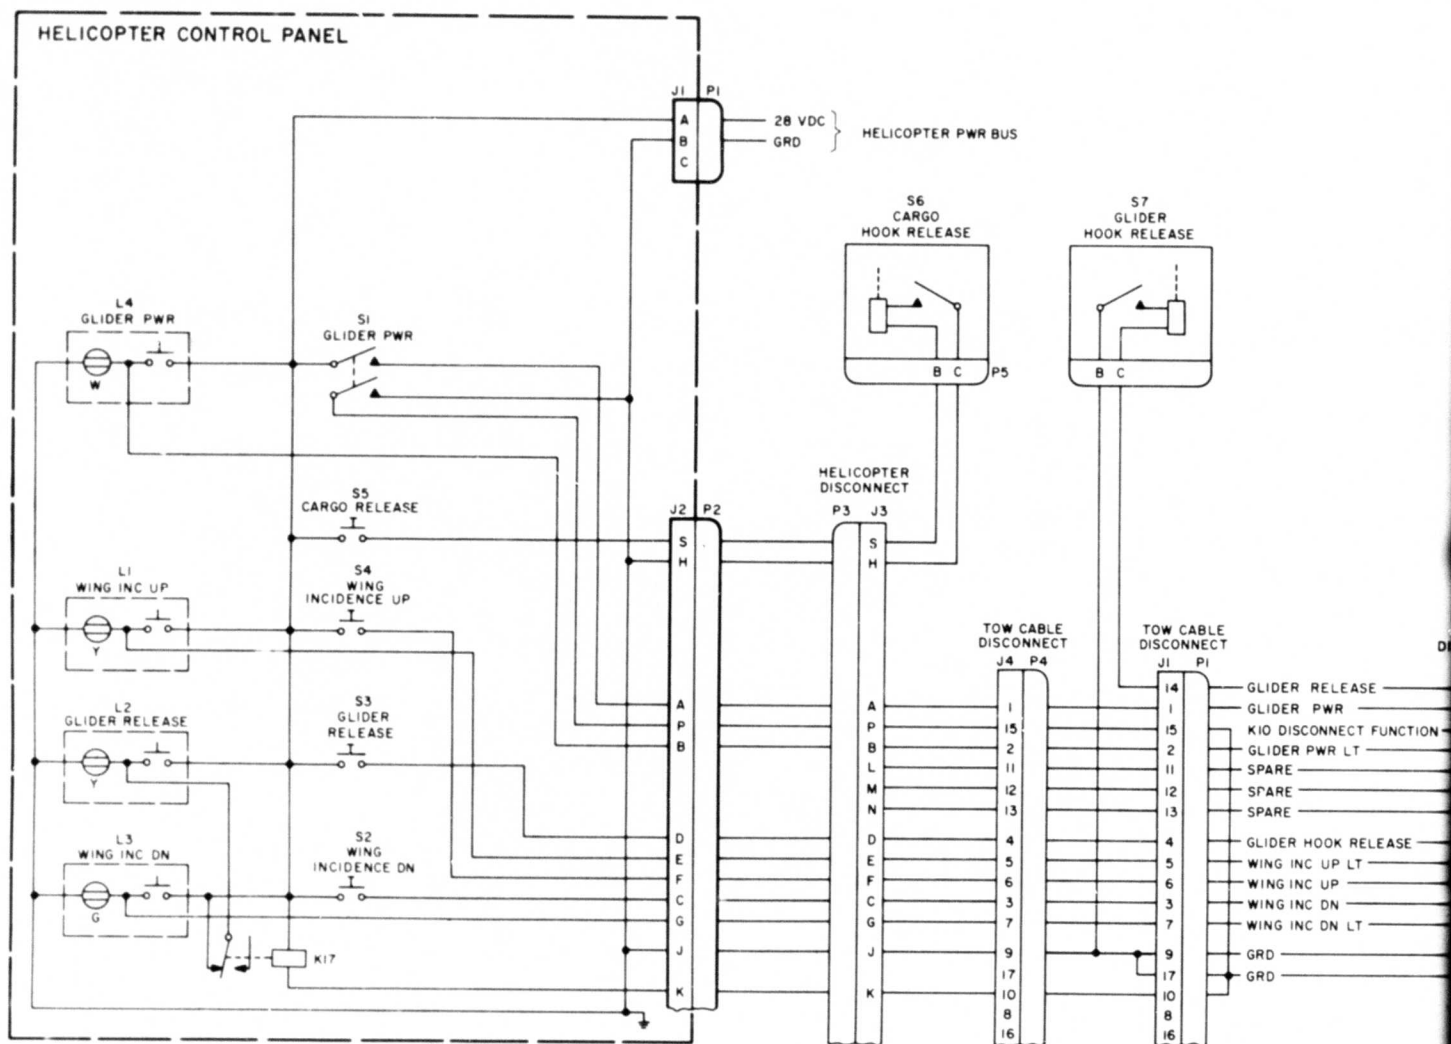 HELICOPTER CONTROL PANEL
J1 P1
A
B
C
28 VDC
GRD
HELICOPTER PWR BUS
S6
CARGO
HOOK RELEASE
B C
P5
S7
GLIDER
HOOK RELEASE
B C
L4
GLIDER PWR
W
S1
GLIDER PWR
S5
CARGO RELEASE
L1
WING INC UP
Y
S4
WING
INCIDENCE UP
L2
GLIDER RELEASE
Y
S3
GLIDER
RELEASE
L3
WING INC DN
G
S2
WING
INCIDENCE DN
K17
J2 P2
S
H
A
P
B
D
E
F
C
G
J
K
HELICOPTER
DISCONNECT
P3 J3
S
H
A
P
B
L
M
N
D
E
F
C
G
J
K
TOW CABLE
DISCONNECT
J4 P4
1
15
2
11
12
13
4
5
6
3
7
9
17
10
8
16
TOW CABLE
DISCONNECT
J1 P1
14
1
15
2
11
12
13
4
5
6
3
7
9
17
10
8
16
GLIDER RELEASE
GLIDER PWR
K10 DISCONNECT FUNCTION
GLIDER PWR LT
SPARE
SPARE
SPARE
GLIDER HOOK RELEASE
WING INC UP LT
WING INC UP
WING INC DN
WING INC DN LT
GRD
GRD